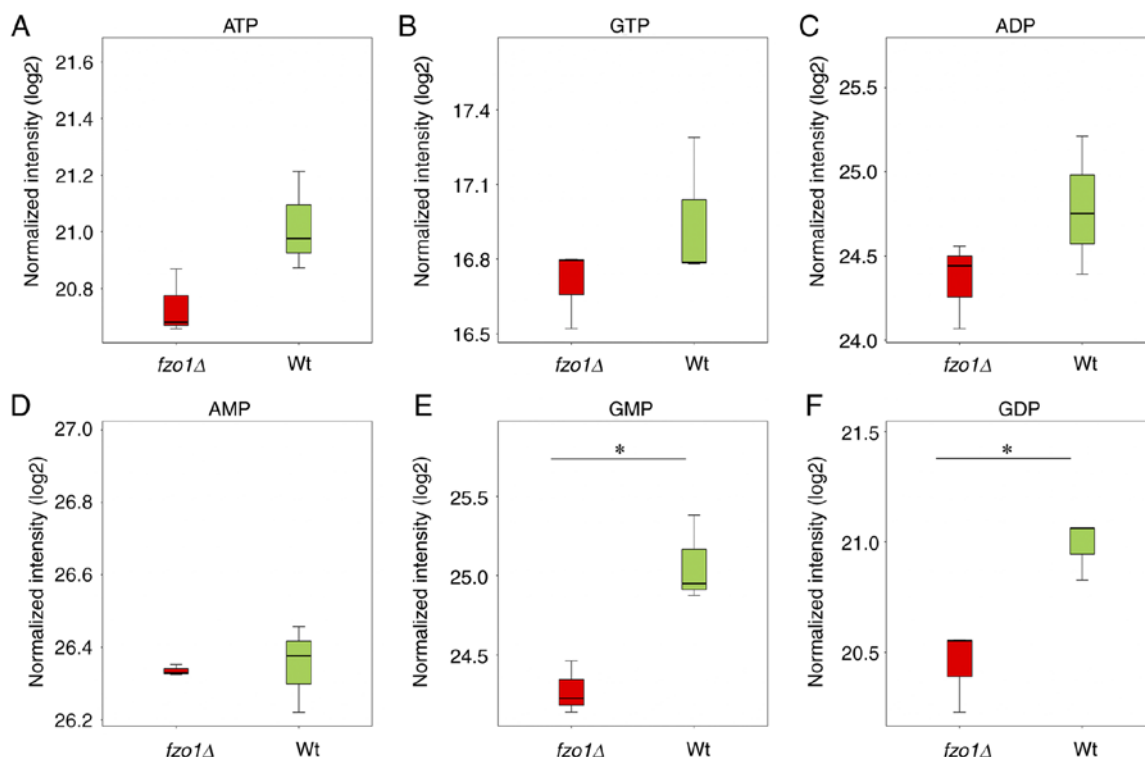 A
ATP
Normalized intensity (log2)
21.6
21.4
21.2
21.0
20.8
fzo1Δ
Wt
B
GTP
Normalized intensity (log2)
17.4
17.1
16.8
16.5
fzo1Δ
Wt
C
ADP
Normalized intensity (log2)
25.5
25.0
24.5
24.0
fzo1Δ
Wt
D
AMP
Normalized intensity (log2)
27.0
26.8
26.6
26.4
26.2
fzo1Δ
Wt
E
GMP
Normalized intensity (log2)
*
25.5
25.0
24.5
fzo1Δ
Wt
F
GDP
Normalized intensity (log2)
*
21.5
21.0
20.5
fzo1Δ
Wt